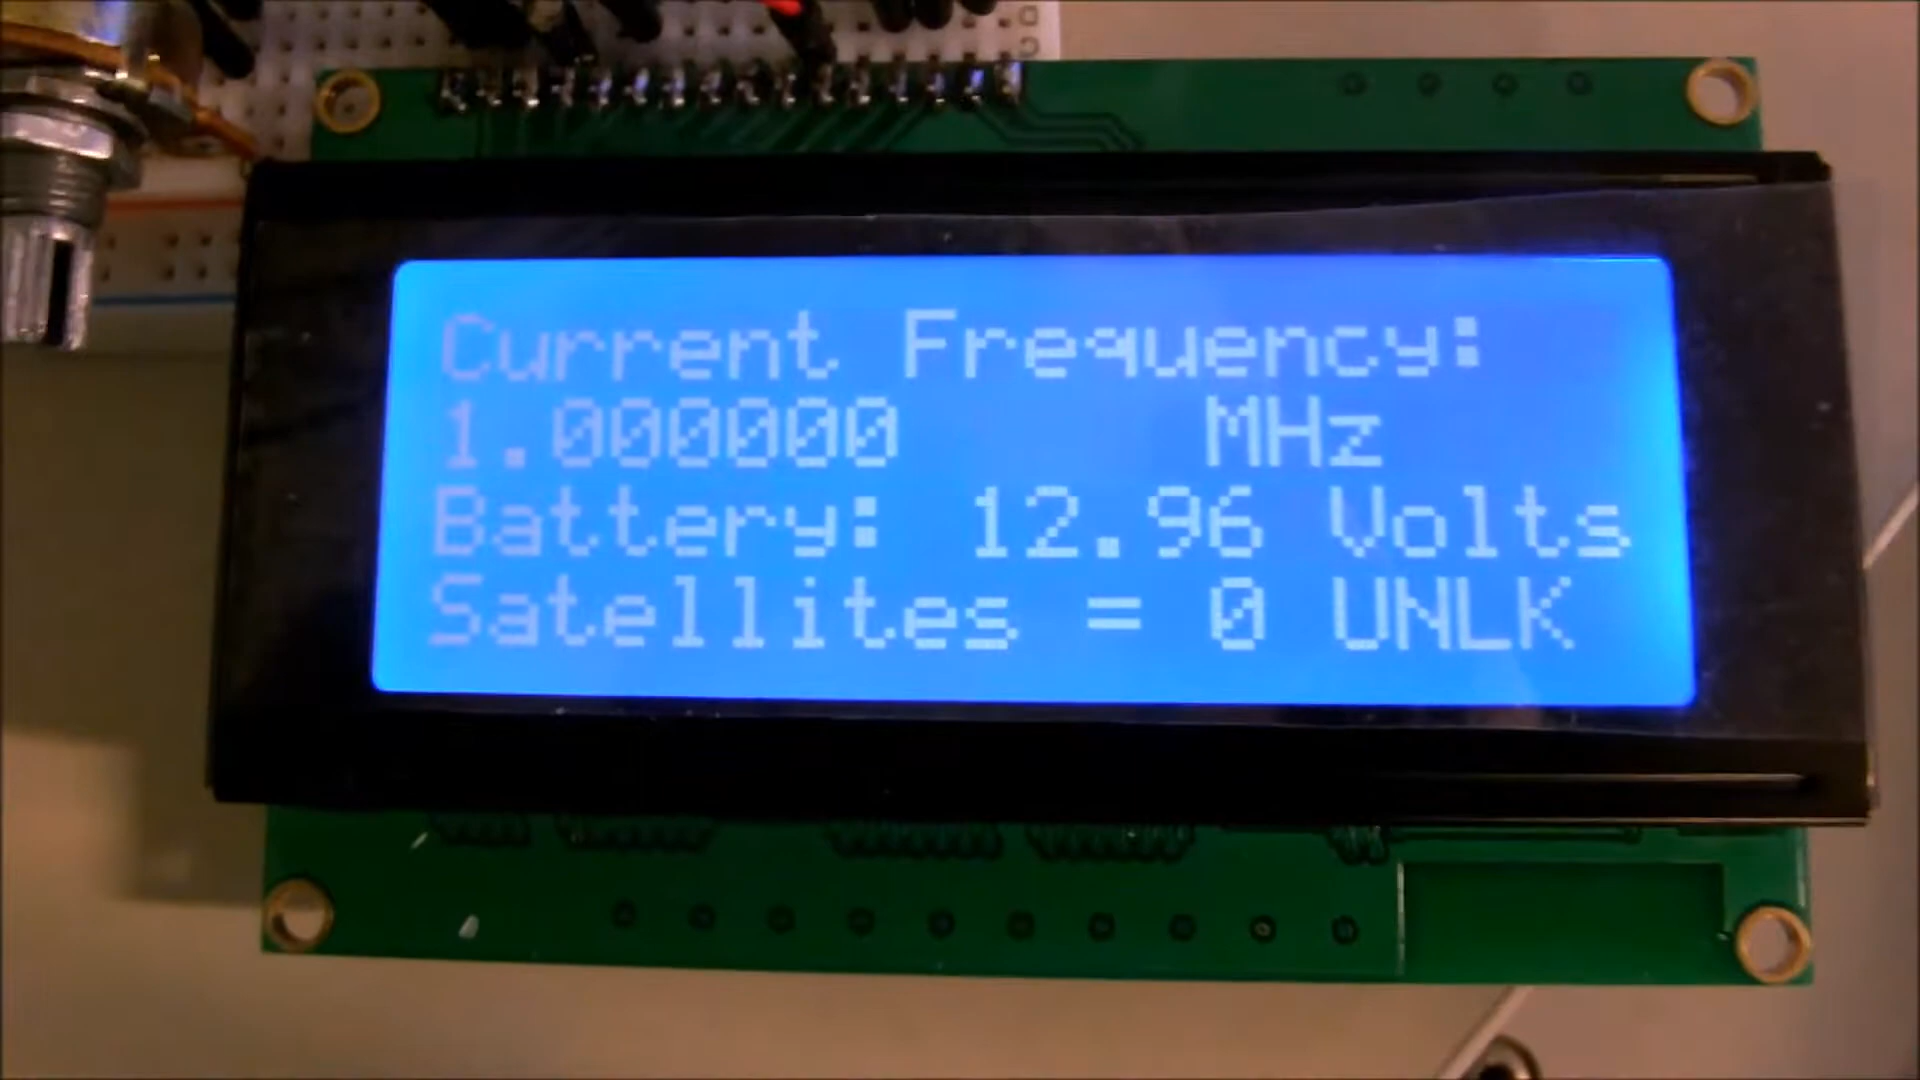 Current Frequency:
1.000000 MHz
Battery: 12.96 Volts
Satellites = 0 UNLK